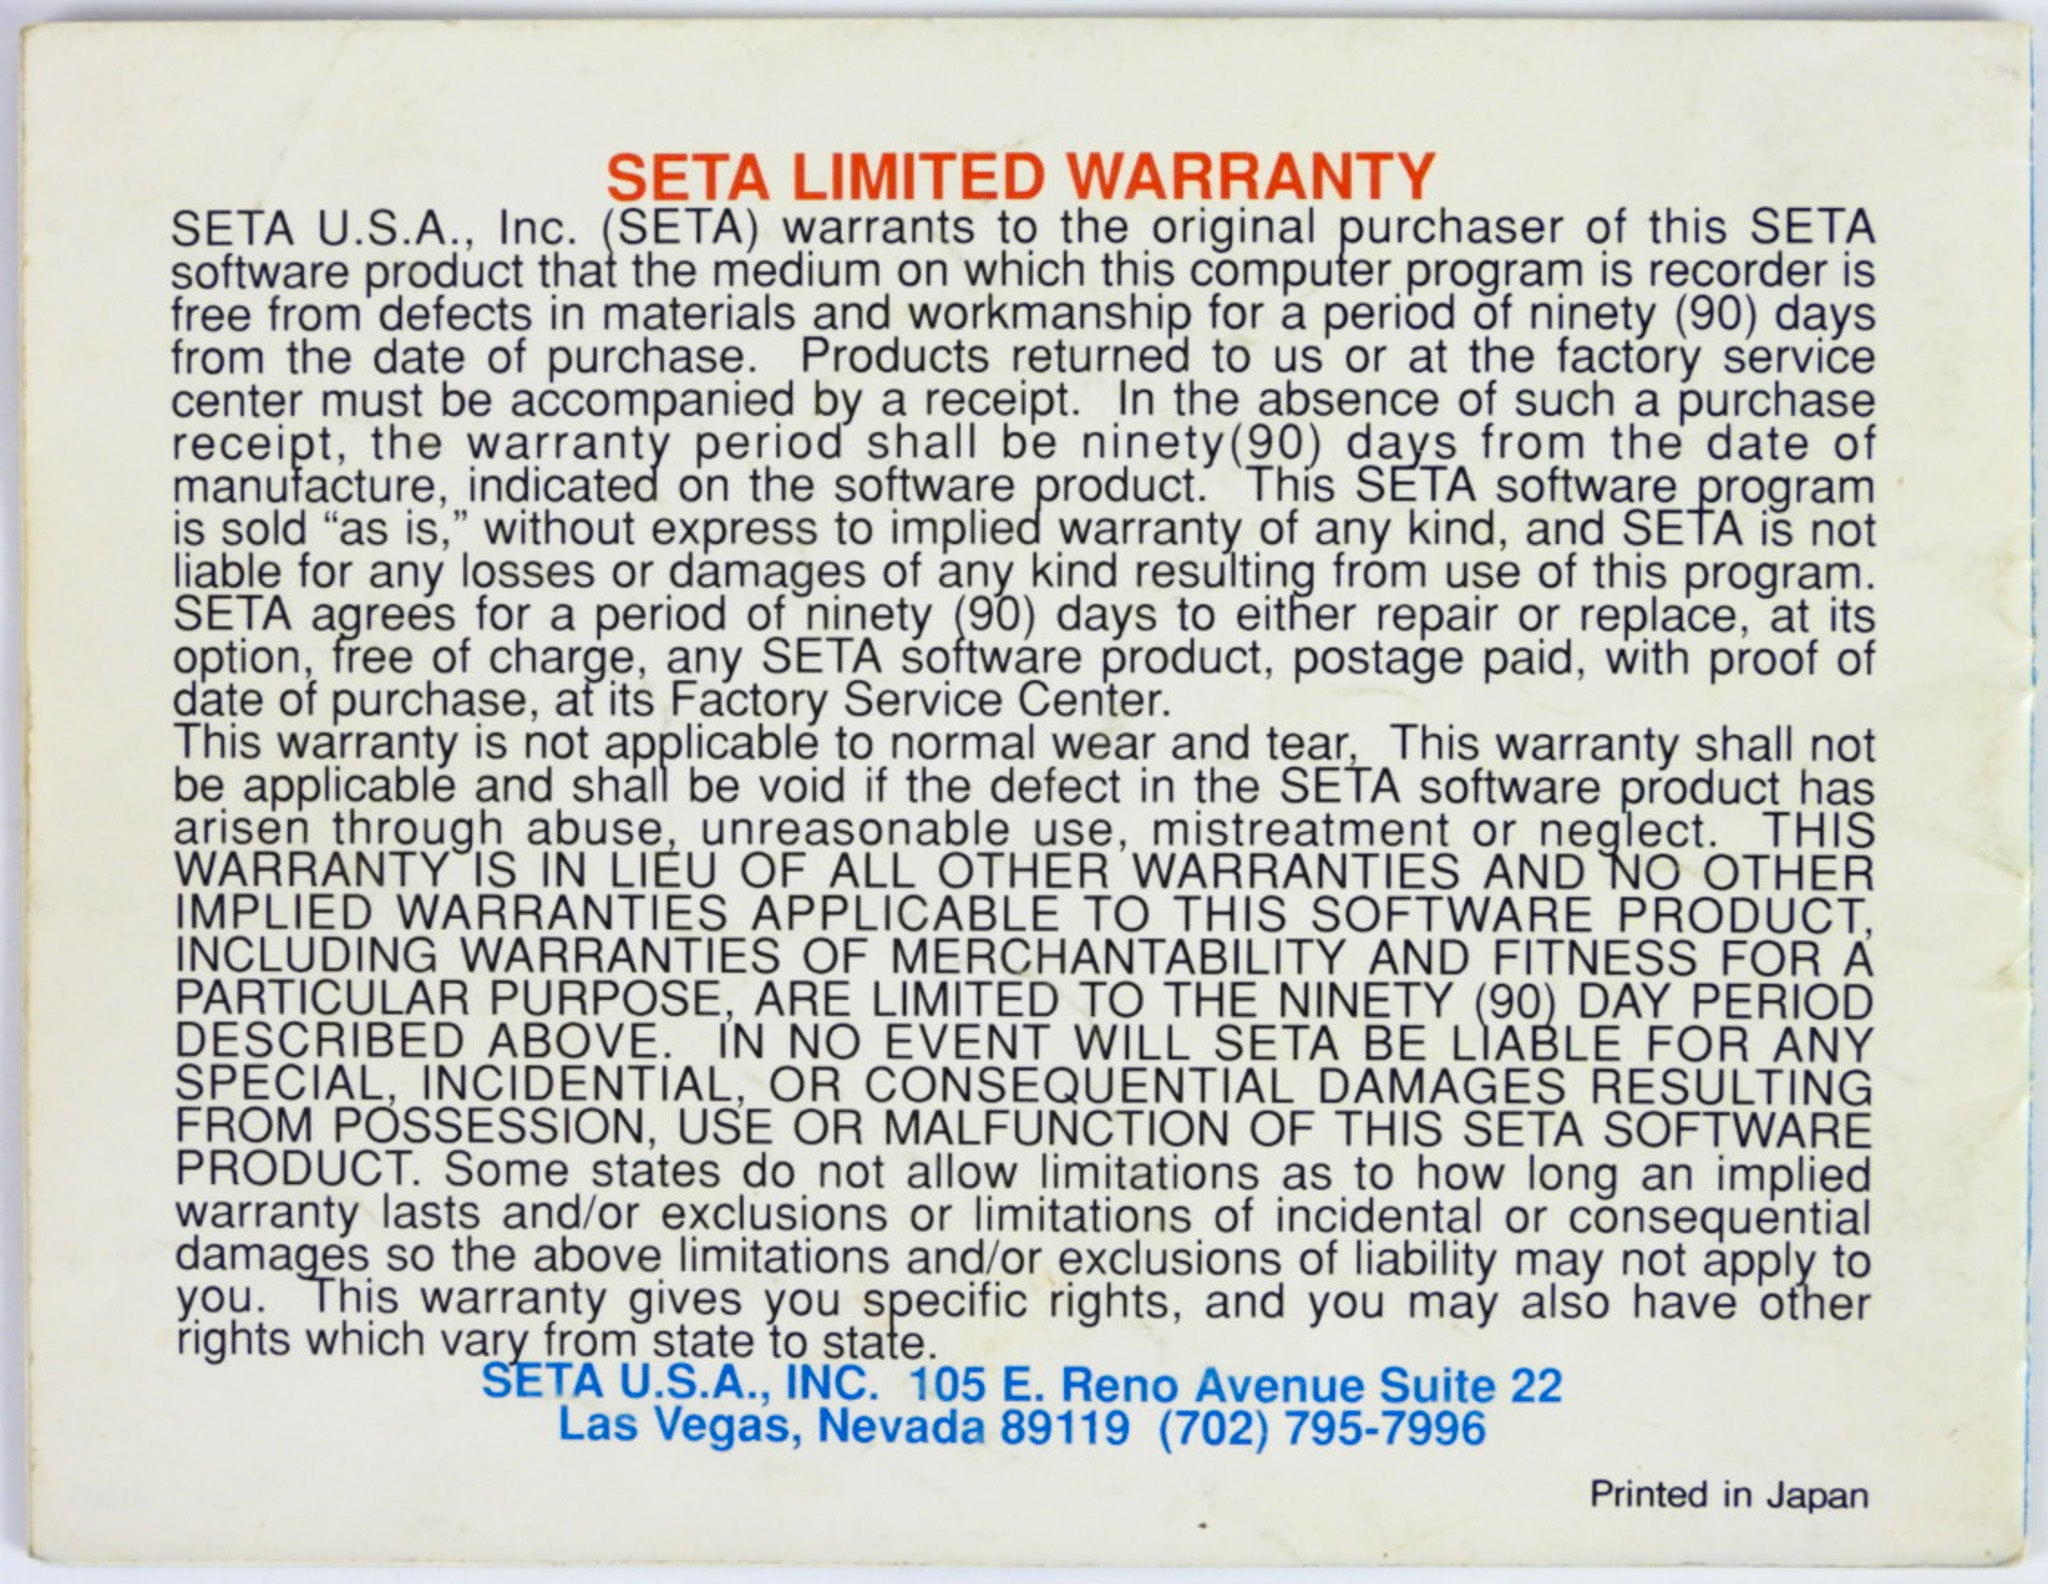 SETA LIMITED WARRANTY
SETA U.S.A., Inc. (SETA) warrants to the original purchaser of this SETA
software product that the medium on which this computer program is recorder is
free from defects in materials and workmanship for a period of ninety (90) days
from the date of purchase. Products returned to us or at the factory service
center must be accompanied by a receipt. In the absence of such a purchase
receipt, the warranty period shall be ninety(90) days from the date of
manufacture, indicated on the software product. This SETA software program
is sold “as is,” without express to implied warranty of any kind, and SETA is not
liable for any losses or damages of any kind resulting from use of this program.
SETA agrees for a period of ninety (90) days to either repair or replace, at its
option, free of charge, any SETA software product, postage paid, with proof of
date of purchase, at its Factory Service Center.
This warranty is not applicable to normal wear and tear, This warranty shall not
be applicable and shall be void if the defect in the SETA software product has
arisen through abuse, unreasonable use, mistreatment or neglect. THIS
WARRANTY IS IN LIEU OF ALL OTHER WARRANTIES AND NO OTHER
IMPLIED WARRANTIES APPLICABLE TO THIS SOFTWARE PRODUCT,
INCLUDING WARRANTIES OF MERCHANTABILITY AND FITNESS FOR A
PARTICULAR PURPOSE, ARE LIMITED TO THE NINETY (90) DAY PERIOD
DESCRIBED ABOVE. IN NO EVENT WILL SETA BE LIABLE FOR ANY
SPECIAL, INCIDENTIAL, OR CONSEQUENTIAL DAMAGES RESULTING
FROM POSSESSION, USE OR MALFUNCTION OF THIS SETA SOFTWARE
PRODUCT. Some states do not allow limitations as to how long an implied
warranty lasts and/or exclusions or limitations of incidental or consequential
damages so the above limitations and/or exclusions of liability may not apply to
you. This warranty gives you specific rights, and you may also have other
rights which vary from state to state.
SETA U.S.A., INC. 105 E. Reno Avenue Suite 22
Las Vegas, Nevada 89119 (702) 795-7996
Printed in Japan